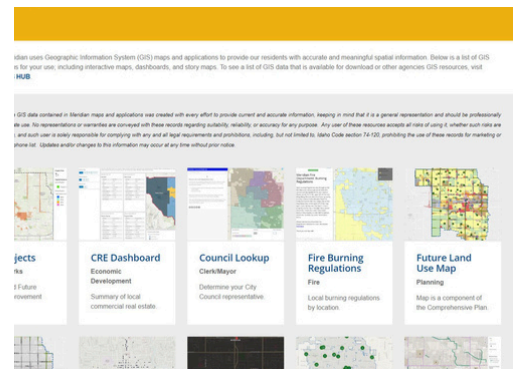 dian uses Geographic Information System (GIS) maps and applications to provide our residents with accurate and meaningful spatial information. Below is a list of GIS
s for your use, including interactive maps, dashboards, and story maps. To see a list of GIS data that is available for download or other agencies GIS resources, visit
HUB
GIS data contained in Meridian maps and applications was created with every effort to provide current and accurate information, keeping in mind that it is a general representation and should be professionally
use. No representations or warranties are conveyed with these records regarding suitability, reliability, or accuracy for any purpose. Any user of these resources accepts all risks of using it, whether such risks are
and such user is solely responsible for complying with any and all legal requirements and prohibitions, including, but not limited to, Idaho Code section 74-120, prohibiting the use of these records for marketing or
phone list. Updates and/or changes to this information may occur at any time without prior notice.
Meridian Fire
Department Burning
Regulations
jects
CRE Dashboard
Council Lookup
Fire Burning
Regulations
Future Land
Use Map
rks
Economic
Development
Clerk/Mayor
Fire
Planning
d Future
rovement
Summary of local
commercial real estate.
Determine your City
Council representative.
Local burning regulations
by location.
Map is a component of
the Comprehensive Plan.